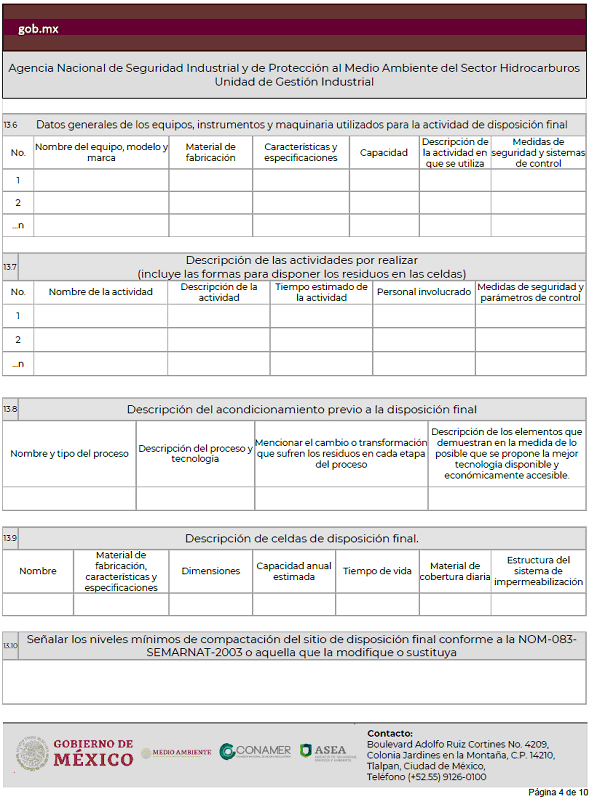 gob.mx
Agencia Nacional de Seguridad Industrial y de Protección al Medio Ambiente del Sector Hidrocarburos
Unidad de Gestión Industrial
13.6 Datos generales de los equipos, instrumentos y maquinaria utilizados para la actividad de disposición final
No.
Nombre del equipo, modelo y
marca
Material de
fabricación
Características y
especificaciones
Capacidad
Descripción de
la actividad en
que se utiliza
Medidas de
seguridad y sistemas
de control
1
2
...n
13.7
Descripción de las actividades por realizar
(incluye las formas para disponer los residuos en las celdas)
No.
Nombre de la actividad
Descripción de la
actividad
Tiempo estimado de
la actividad
Personal involucrado
Medidas de seguridad y
parámetros de control
1
2
...n
13.8 Descripción del acondicionamiento previo a la disposición final
Nombre y tipo del proceso
Descripción del proceso y
tecnología
Mencionar el cambio o transformación
que sufren los residuos en cada etapa
del proceso
Descripción de los elementos que
demuestran en la medida de lo
posible que se propone la mejor
tecnología disponible y
económicamente accesible.
13.9 Descripción de celdas de disposición final.
Nombre
Material de
fabricación,
características y
especificaciones
Dimensiones
Capacidad anual
estimada
Tiempo de vida
Material de
cobertura diaria
Estructura del
sistema de
impermeabilización
13.10
Señalar los niveles mínimos de compactación del sitio de disposición final conforme a la NOM-083-
SEMARNAT-2003 o aquella que la modifique o sustituya
GOBIERNO DE
MÉXICO
MEDIO AMBIENTE
CONAMER
ASEA
Contacto:
Boulevard Adolfo Ruiz Cortines No. 4209,
Colonia Jardines en la Montaña, C.P. 14210,
Tlalpan, Ciudad de México,
Teléfono (+52.55) 9126-0100
Página 4 de 10